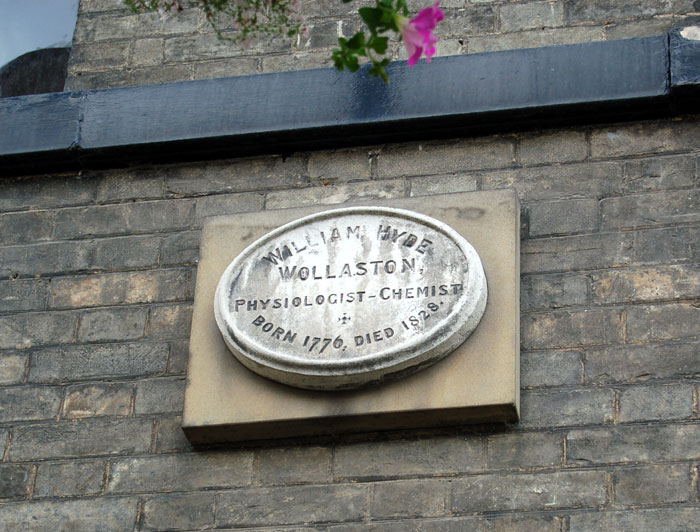 WILLIAM HYDE
WOLLASTON,
PHYSIOLOGIST-CHEMIST
BORN 1776, DIED 1828.